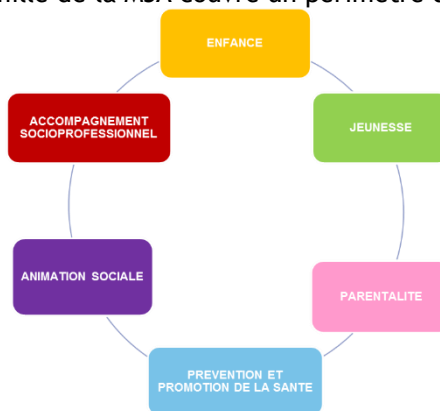 de la MSA couvre un périmètre
ENFANCE
JEUNESSE
PARENTALITE
PREVENTION ET
PROMOTION DE LA SANTE
ANIMATION SOCIALE
ACCOMPAGNEMENT
SOCIOPROFESSIONNEL